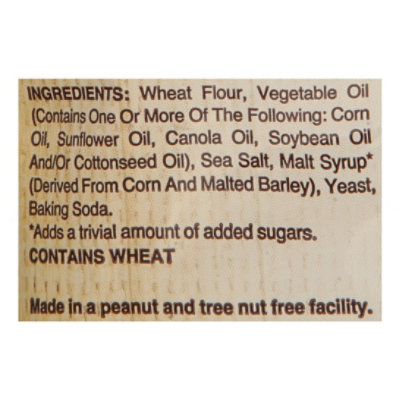 INGREDIENTS: Wheat Flour, Vegetable Oil
(Contains One Or More Of The Following: Corn
Oil, Sunflower Oil, Canola Oil, Soybean Oil
And/Or Cottonseed Oil), Sea Salt, Malt Syrup*
(Derived From Corn And Malted Barley), Yeast,
Baking Soda.
*Adds a trivial amount of added sugars.
CONTAINS WHEAT
Made in a peanut and tree nut free facility.